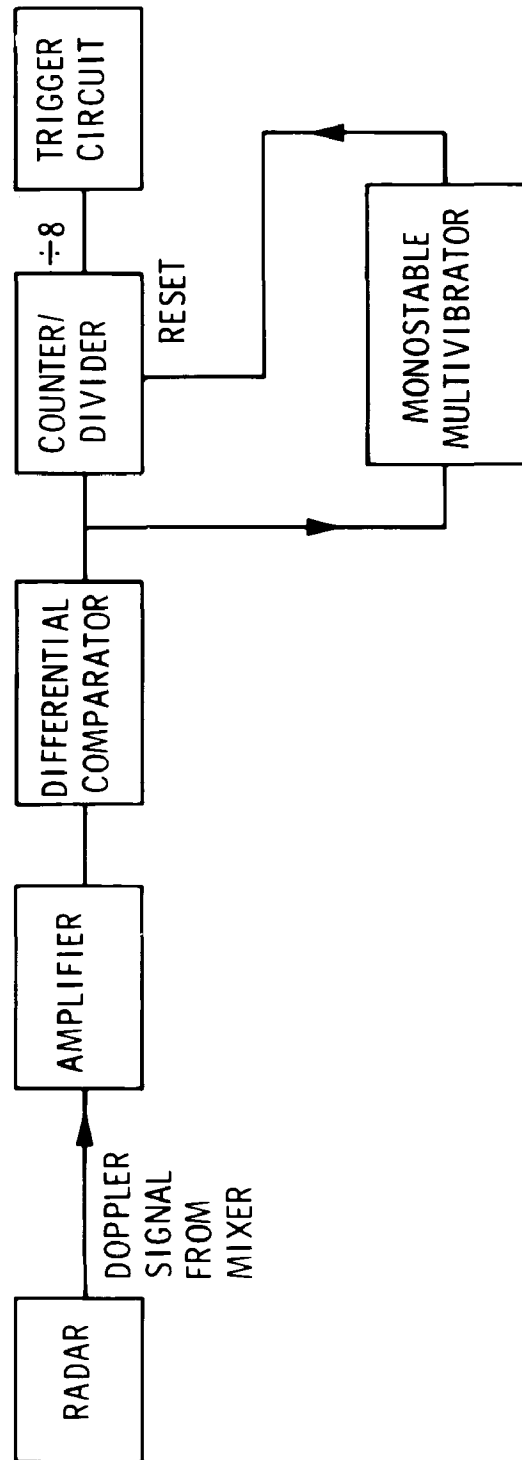 RADAR
DOPPLER
SIGNAL
FROM
MIXER
AMPLIFIER
DIFFERENTIAL
COMPARATOR
COUNTER/
DIVIDER
÷8
RESET
TRIGGER
CIRCUIT
MONOSTABLE
MULTIVIBRATOR